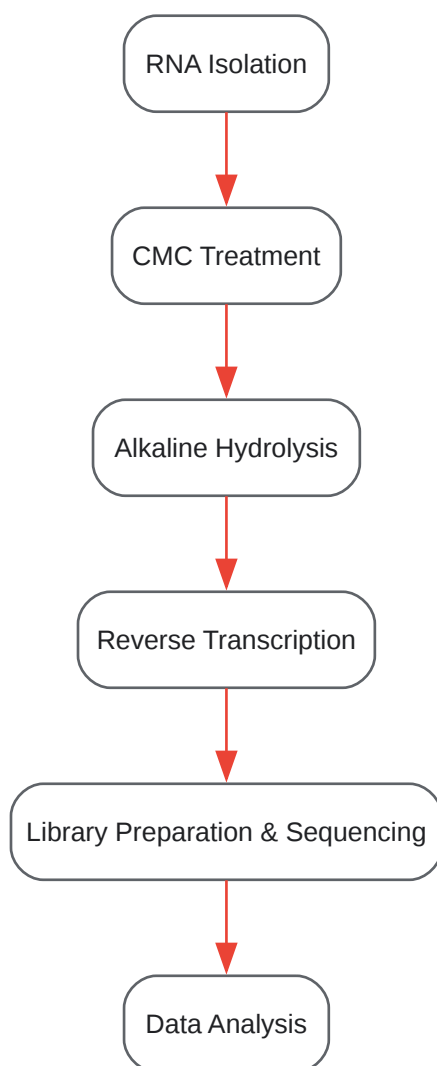 RNA Isolation
CMC Treatment
Alkaline Hydrolysis
Reverse Transcription
Library Preparation & Sequencing
Data Analysis